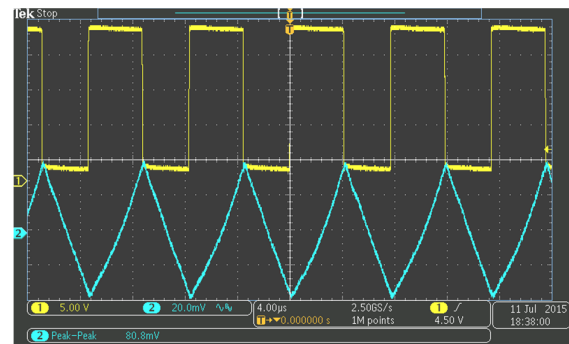 Tek Stop
T
1
2
1 5.00 V 2 20.0mV 4.00µs 2.50GS/s 1
T→▼0.000000 s 1M points 4.50 V
11 Jul 2015
18:38:00
2 Peak-Peak 80.8mV